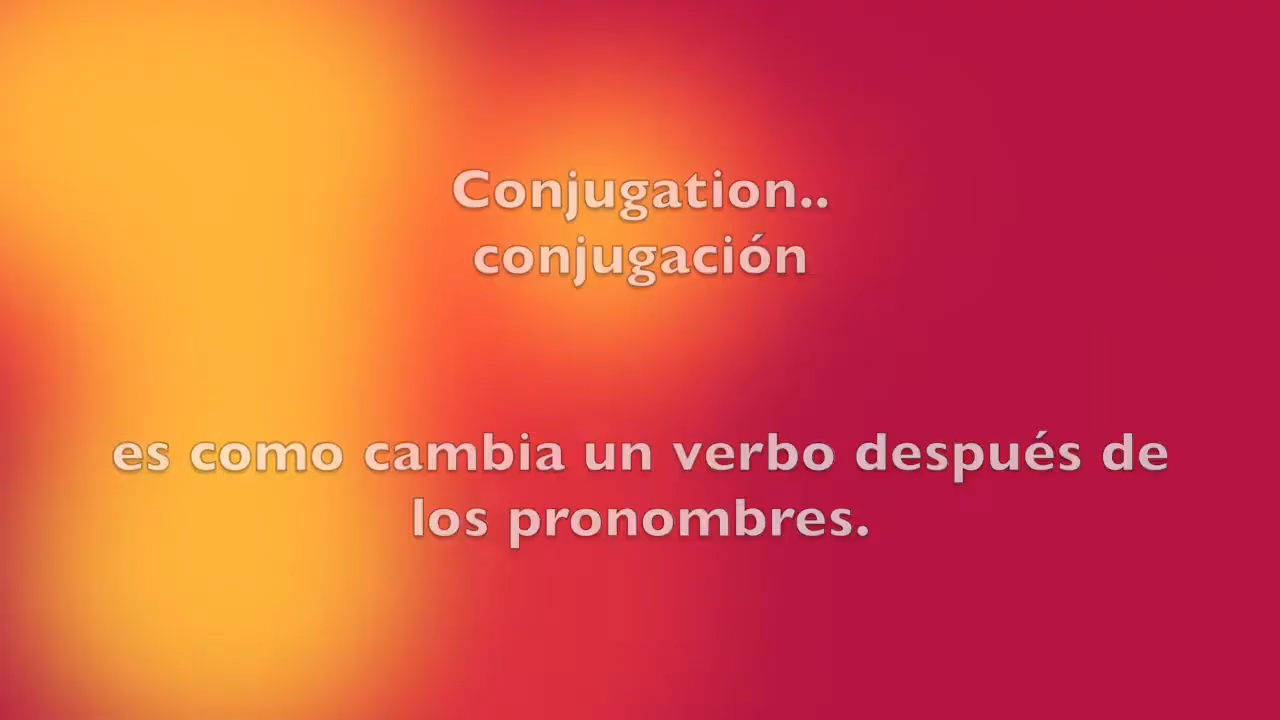 Conjugation..
conjugación
es como cambia un verbo después de
los pronombres.